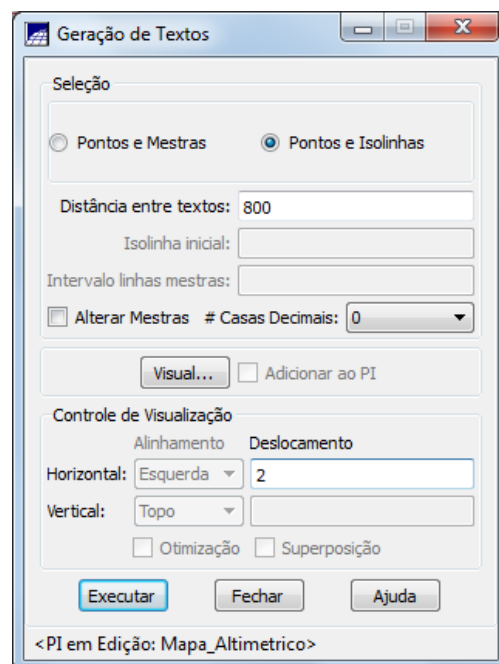 Geração de Textos
Seleção
Pontos e Mestras Pontos e Isolinhas
Distância entre textos: 800
Isolinha inicial:
Intervalo linhas mestras:
Alterar Mestras # Casas Decimais: 0
Visual... Adicionar ao PI
Controle de Visualização
Alinhamento Deslocamento
Horizontal: Esquerda 2
Vertical: Topo
Otimização Superposição
Executar Fechar Ajuda
<PI em Edição: Mapa_Altimetrico>